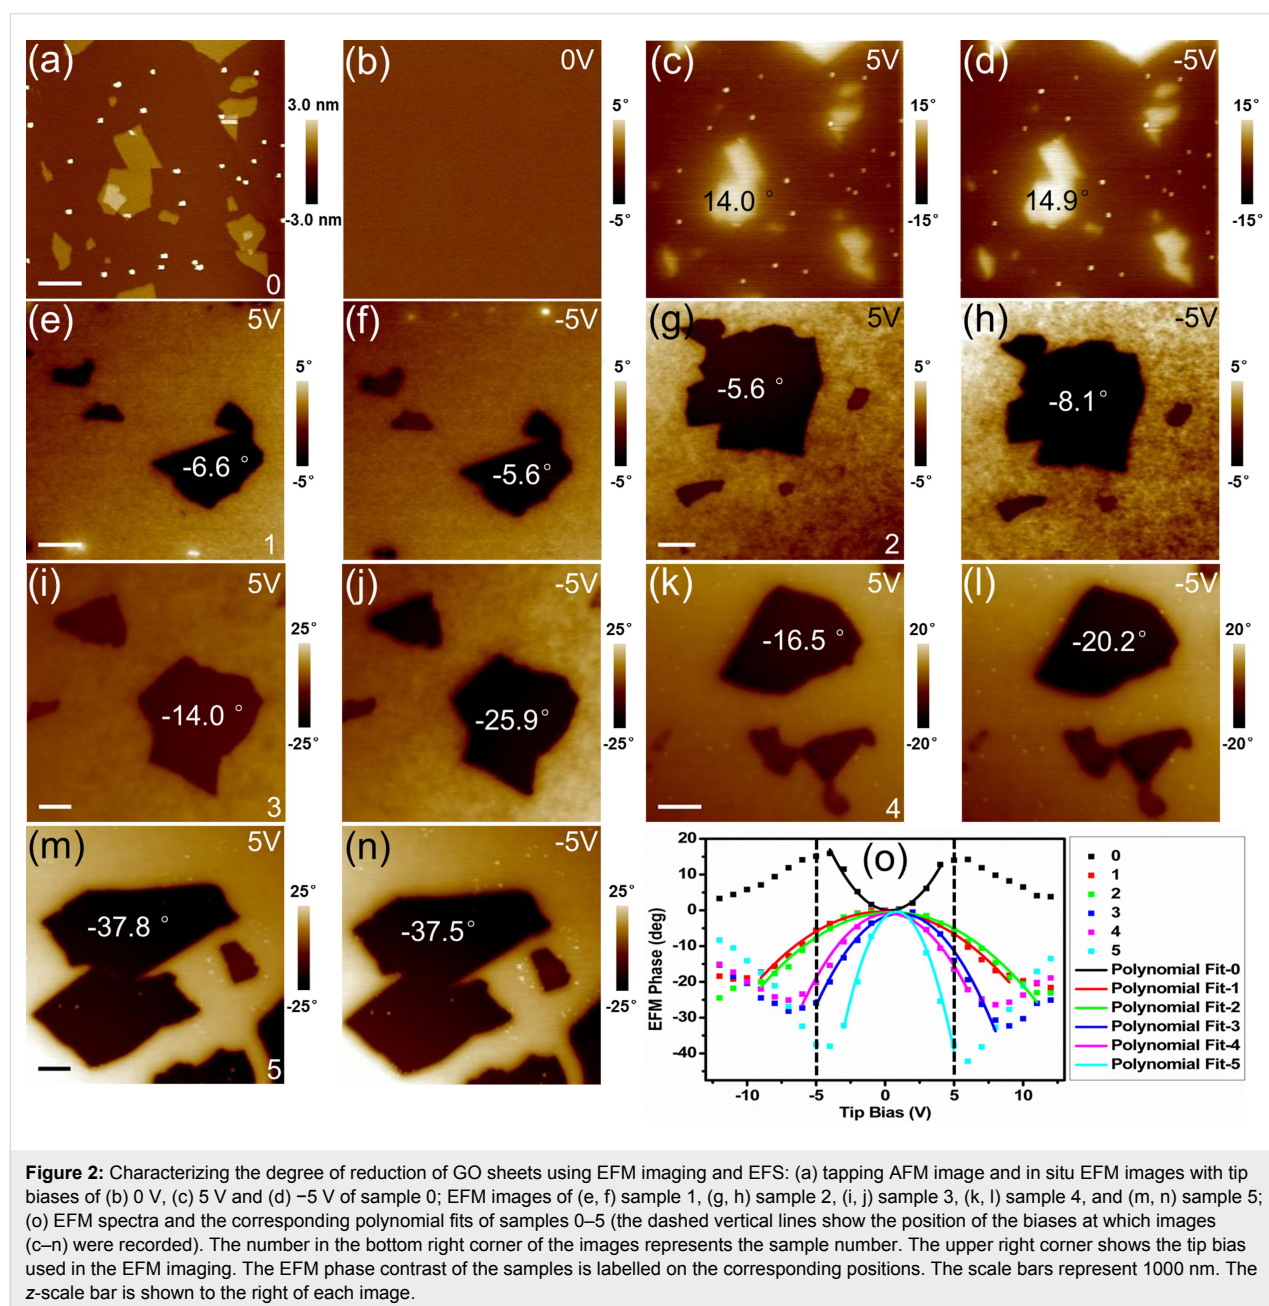 (a)
3.0 nm
-3.0 nm
0
(b)
0V
5°
-5°
(c)
5V
14.0 °
15°
-15°
(d)
-5V
14.9°
15°
-15°
(e)
5V
-6.6 °
1
5°
-5°
(f)
-5V
-5.6°
(g)
5V
-5.6 °
2
5°
-5°
(h)
-5V
-8.1°
5°
-5°
(i)
5V
-14.0 °
3
25°
-25°
(j)
-5V
-25.9°
25°
-25°
(k)
5V
-16.5 °
4
20°
-20°
(l)
-5V
-20.2°
20°
-20°
(m)
5V
-37.8 °
5
25°
-25°
(n)
-5V
-37.5°
25°
-25°
(o)
EFM Phase (deg)
20
10
0
-10
-20
-30
-40
-10
-5
0
5
10
Tip Bias (V)
0
1
2
3
4
5
Polynomial Fit-0
Polynomial Fit-1
Polynomial Fit-2
Polynomial Fit-3
Polynomial Fit-4
Polynomial Fit-5
Figure 2: Characterizing the degree of reduction of GO sheets using EFM imaging and EFS: (a) tapping AFM image and in situ EFM images with tip
biases of (b) 0 V, (c) 5 V and (d) −5 V of sample 0; EFM images of (e, f) sample 1, (g, h) sample 2, (i, j) sample 3, (k, l) sample 4, and (m, n) sample 5;
(o) EFM spectra and the corresponding polynomial fits of samples 0–5 (the dashed vertical lines show the position of the biases at which images
(c–n) were recorded). The number in the bottom right corner of the images represents the sample number. The upper right corner shows the tip bias
used in the EFM imaging. The EFM phase contrast of the samples is labelled on the corresponding positions. The scale bars represent 1000 nm. The
z-scale bar is shown to the right of each image.